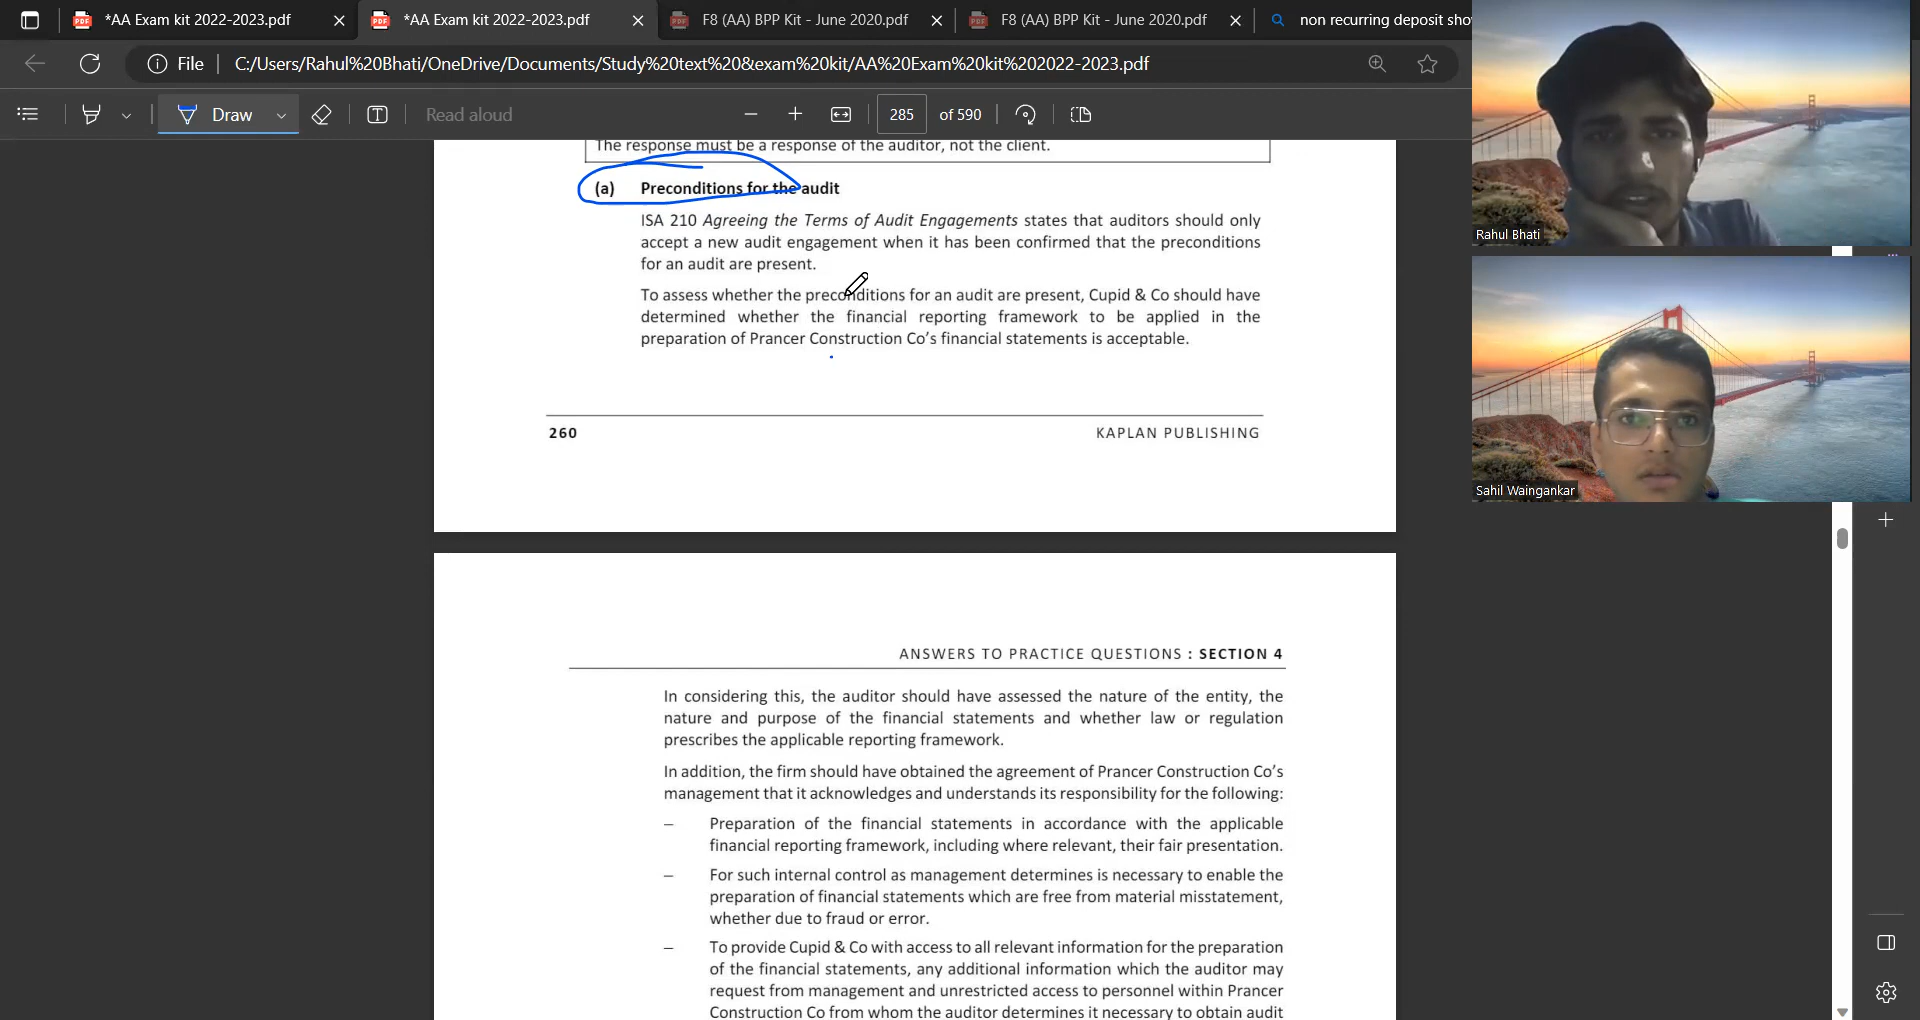 *AA Exam kit 2022-2023.pdf
*AA Exam kit 2022-2023.pdf
F8 (AA) BPP Kit - June 2020.pdf
F8 (AA) BPP Kit - June 2020.pdf
non recurring deposit sho
File
C:/Users/Rahul%20Bhati/OneDrive/Documents/Study%20text%20&exam%20kit/AA%20Exam%20kit%202022-2023.pdf
Draw
Read aloud
285
of 590
The response must be a response of the auditor, not the client.
(a) Preconditions for the audit
ISA 210 Agreeing the Terms of Audit Engagements states that auditors should only
accept a new audit engagement when it has been confirmed that the preconditions
for an audit are present.
To assess whether the preconditions for an audit are present, Cupid & Co should have
determined whether the financial reporting framework to be applied in the
preparation of Prancer Construction Co's financial statements is acceptable.
260
KAPLAN PUBLISHING
ANSWERS TO PRACTICE QUESTIONS : SECTION 4
In considering this, the auditor should have assessed the nature of the entity, the
nature and purpose of the financial statements and whether law or regulation
prescribes the applicable reporting framework.
In addition, the firm should have obtained the agreement of Prancer Construction Co's
management that it acknowledges and understands its responsibility for the following:
– Preparation of the financial statements in accordance with the applicable
financial reporting framework, including where relevant, their fair presentation.
– For such internal control as management determines is necessary to enable the
preparation of financial statements which are free from material misstatement,
whether due to fraud or error.
– To provide Cupid & Co with access to all relevant information for the preparation
of the financial statements, any additional information which the auditor may
request from management and unrestricted access to personnel within Prancer
Construction Co from whom the auditor determines it necessary to obtain audit
Rahul Bhati
Sahil Waingankar